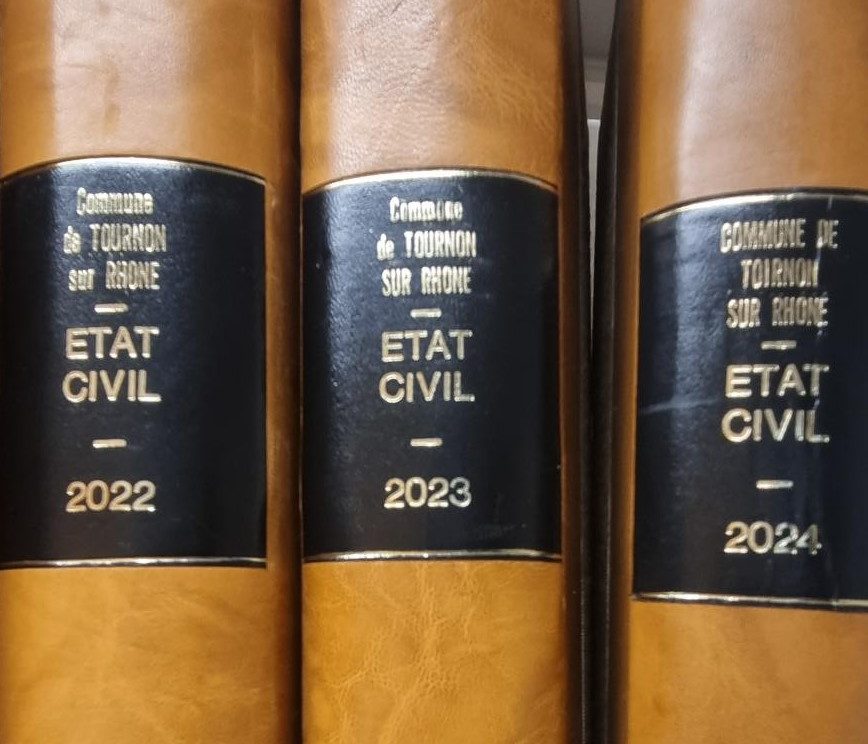 Commune
de TOURNON
sur RHONE
ETAT
CIVIL
2022
Commune
de TOURNON
SUR RHONE
ETAT
CIVIL
2023
COMMUNE DE
TOIRNON
SUR RHONE
ETAT
CIVIL
2024